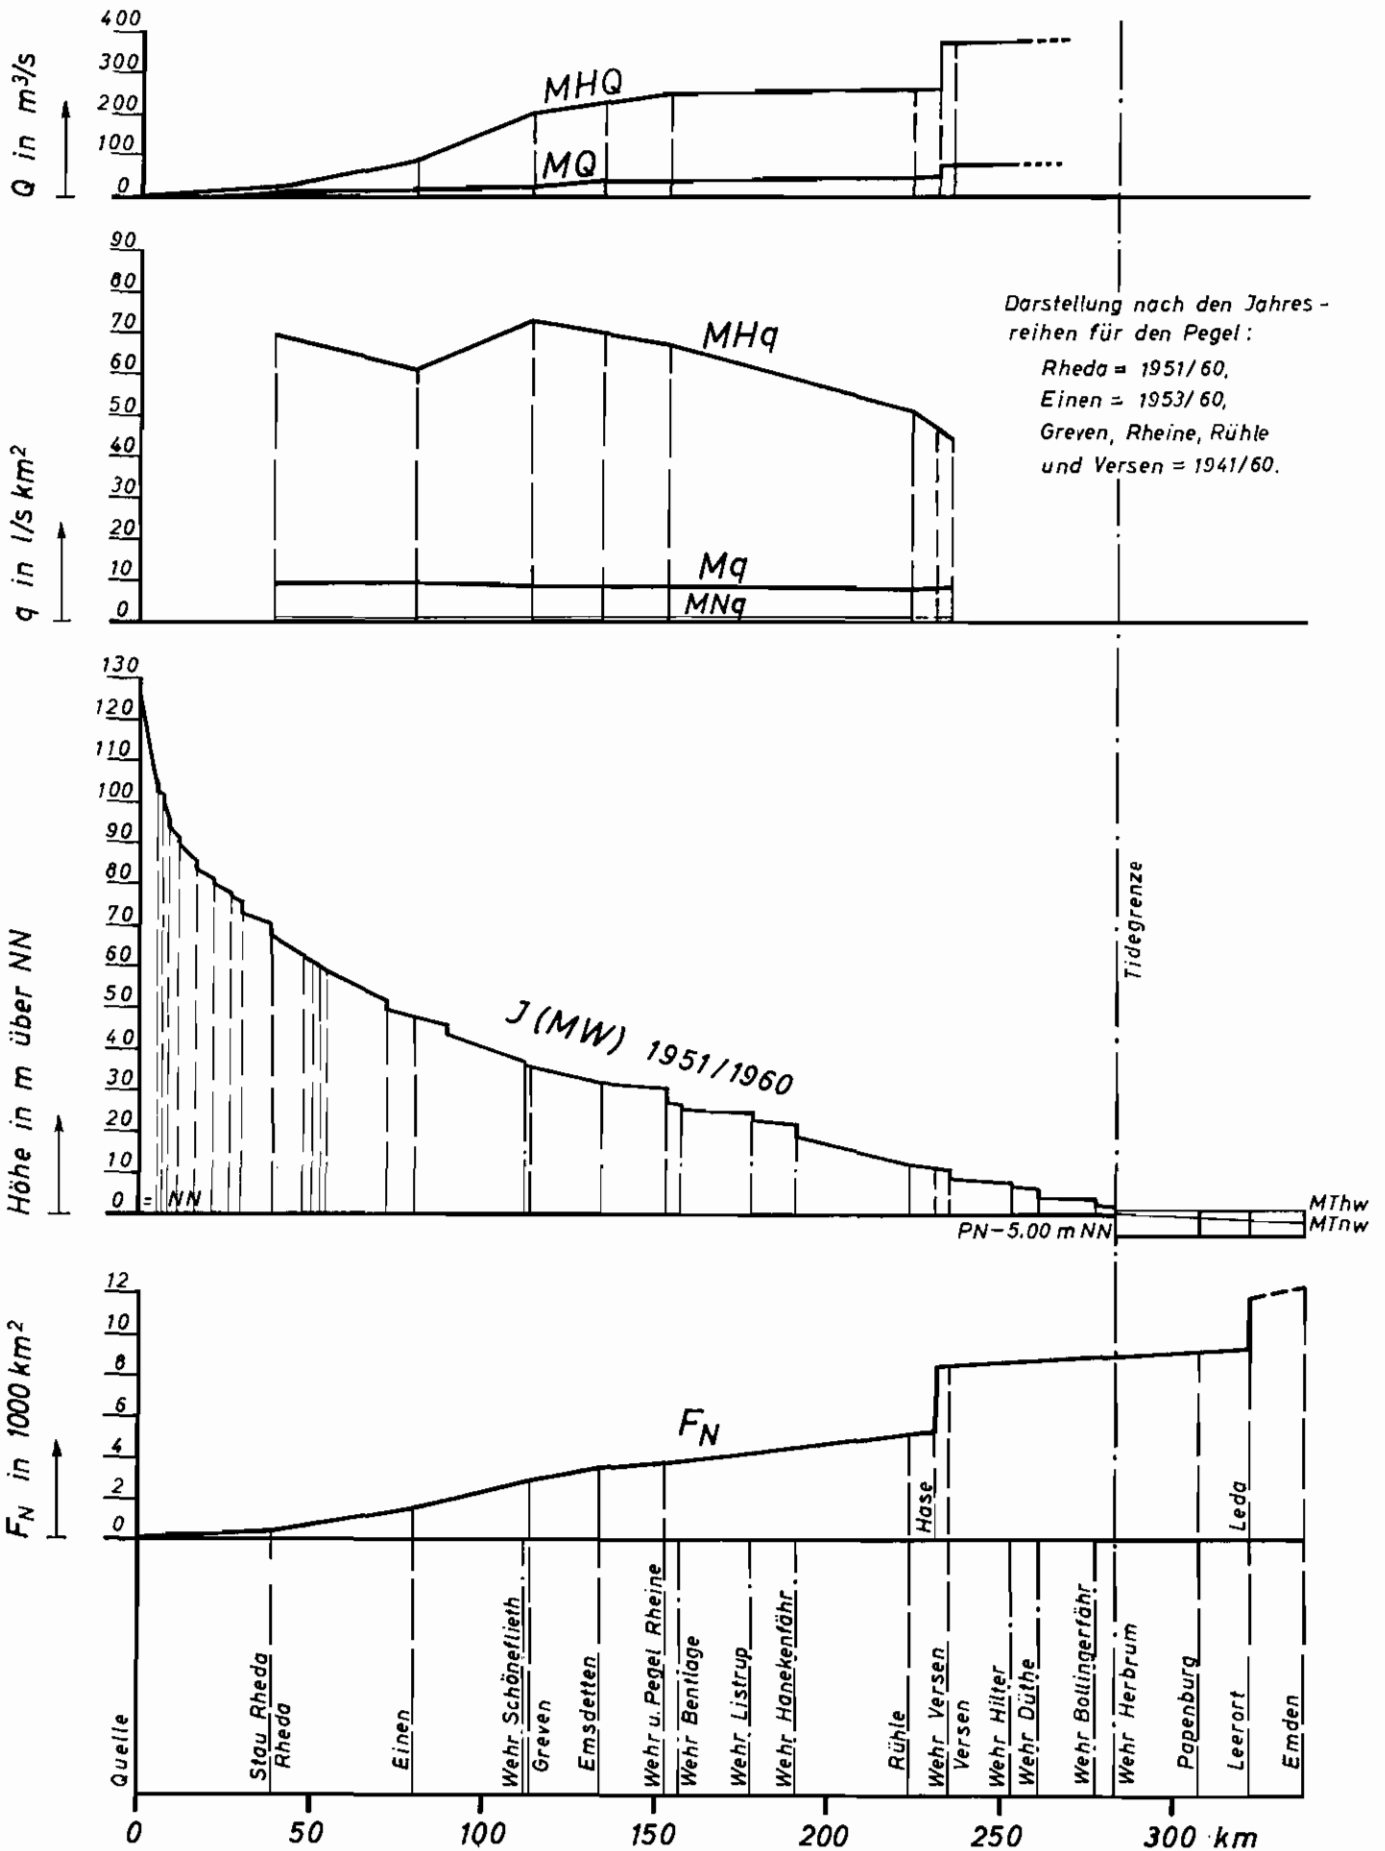 Q in m³/s
400
300
200
100
0
MHQ
MQ
q in l/s km²
90
80
70
60
50
40
30
20
10
0
MHq
Mq
MNq
Darstellung nach den Jahres-
reihen für den Pegel:
Rheda = 1951/60,
Einen = 1953/60,
Greven, Rheine, Rühle
und Versen = 1941/60.
Höhe in m über NN
130
120
110
100
90
80
70
60
50
40
30
20
10
0 = NN
J (MW) 1951/1960
Tidegrenze
PN-5.00 m NN
MThw
MTnw
FN in 1000 km²
12
10
8
6
4
2
0
FN
Hase
Leda
Quelle
Stau Rheda
Rheda
Einen
Wehr Schöneflieth
Greven
Emsdetten
Wehr u. Pegel Rheine
Wehr Bentlage
Wehr Listrup
Wehr Hanekenfähr
Rühle
Wehr Versen
Versen
Wehr Hilter
Wehr Düthe
Wehr Bollingerfähr
Wehr Herbrum
Papenburg
Leerort
Emden
0 50 100 150 200 250 300 km